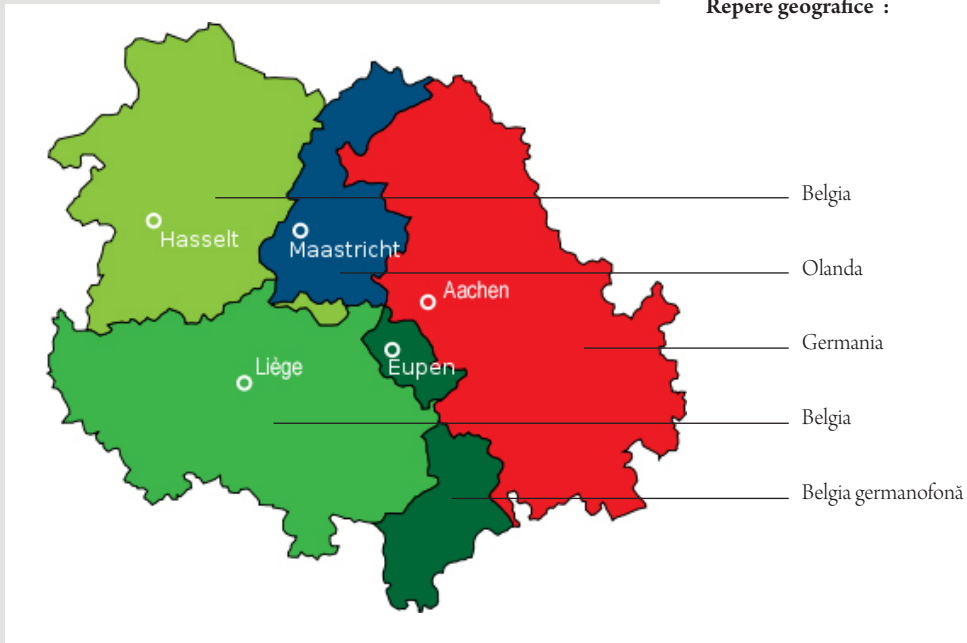 Repere geografice :
Belgia
Hasselt
Maastricht
Olanda
Aachen
Germania
Liège
Eupen
Belgia
Belgia germanofonă